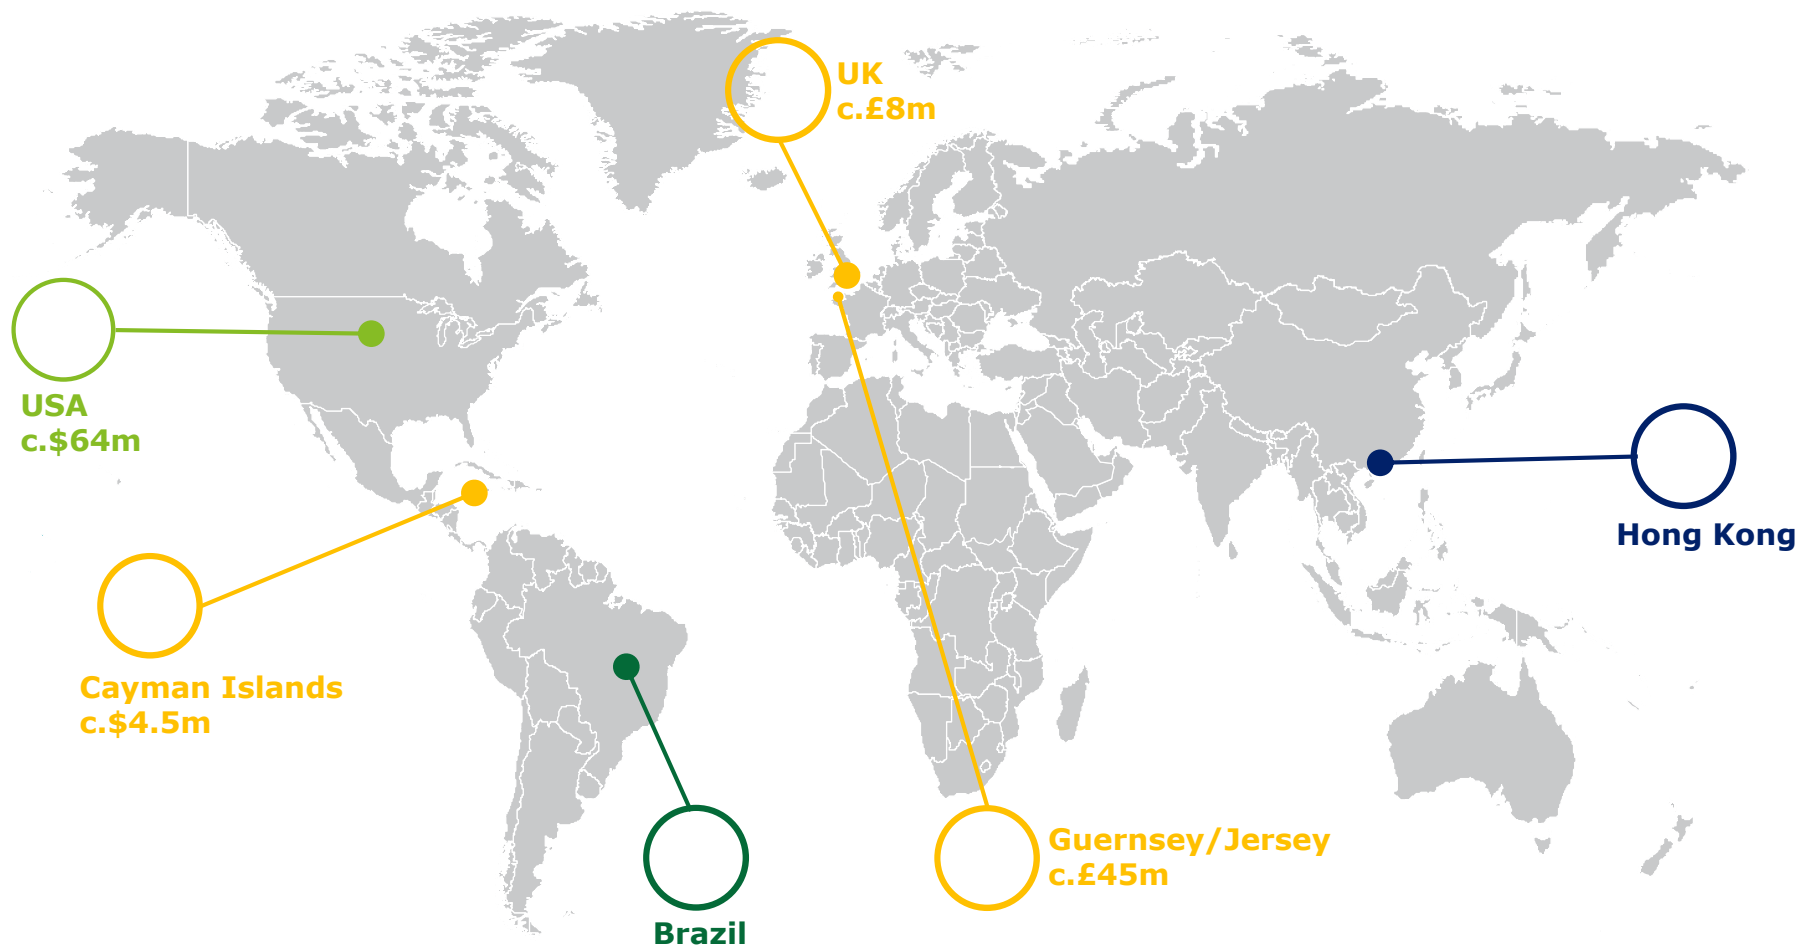 UK
c.£8m
USA
c.$64m
Hong Kong
Cayman Islands
c.$4.5m
Guernsey/Jersey
c.£45m
Brazil